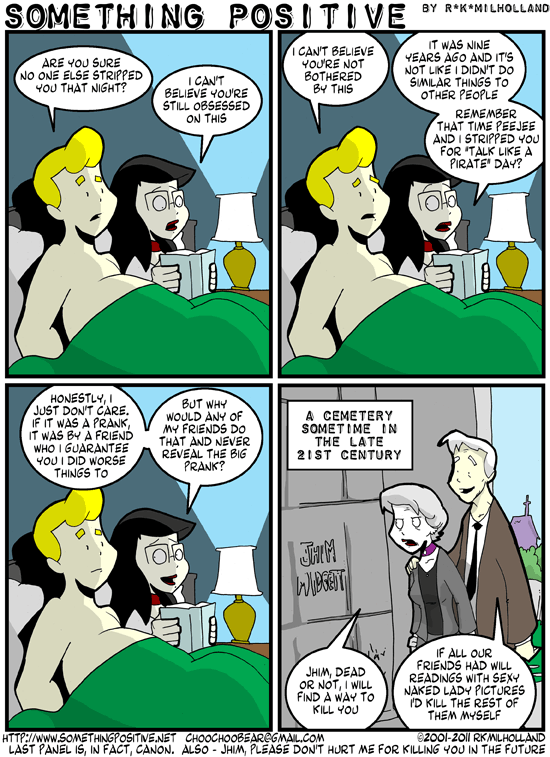 SOMETHING POSITIVE BY R*K*MILHOLLAND
ARE YOU SURE
NO ONE ELSE STRIPPED
YOU THAT NIGHT?
I CAN'T
BELIEVE YOU'RE
STILL OBSESSED
ON THIS
I CAN'T BELIEVE
YOU'RE NOT
BOTHERED
BY THIS
IT WAS NINE
YEARS AGO AND IT'S
NOT LIKE I DIDN'T DO
SIMILAR THINGS TO
OTHER PEOPLE
REMEMBER
THAT TIME PEEJEE
AND I STRIPPED YOU
FOR "TALK LIKE A
PIRATE" DAY?
HONESTLY, I
JUST DON'T CARE.
IF IT WAS A PRANK,
IT WAS BY A FRIEND
WHO I GUARANTEE
YOU I DID WORSE
THINGS TO
BUT WHY
WOULD ANY OF
MY FRIENDS DO
THAT AND NEVER
REVEAL THE BIG
PRANK?
A CEMETERY
SOMETIME IN
THE LATE
21ST CENTURY
JHIM
MIDGETT
JHIM, DEAD
OR NOT, I WILL
FIND A WAY TO
KILL YOU
IF ALL OUR
FRIENDS HAD WILL
READINGS WITH SEXY
NAKED LADY PICTURES
I'D KILL THE REST OF
THEM MYSELF
HTTP://WWW.SOMETHINGPOSITIVE.NET CHOOCHOOBEAR@GMAIL.COM ©2001-2011 RKMILHOLLAND
LAST PANEL IS, IN FACT, CANON. ALSO - JHIM, PLEASE DON'T HURT ME FOR KILLING YOU IN THE FUTURE